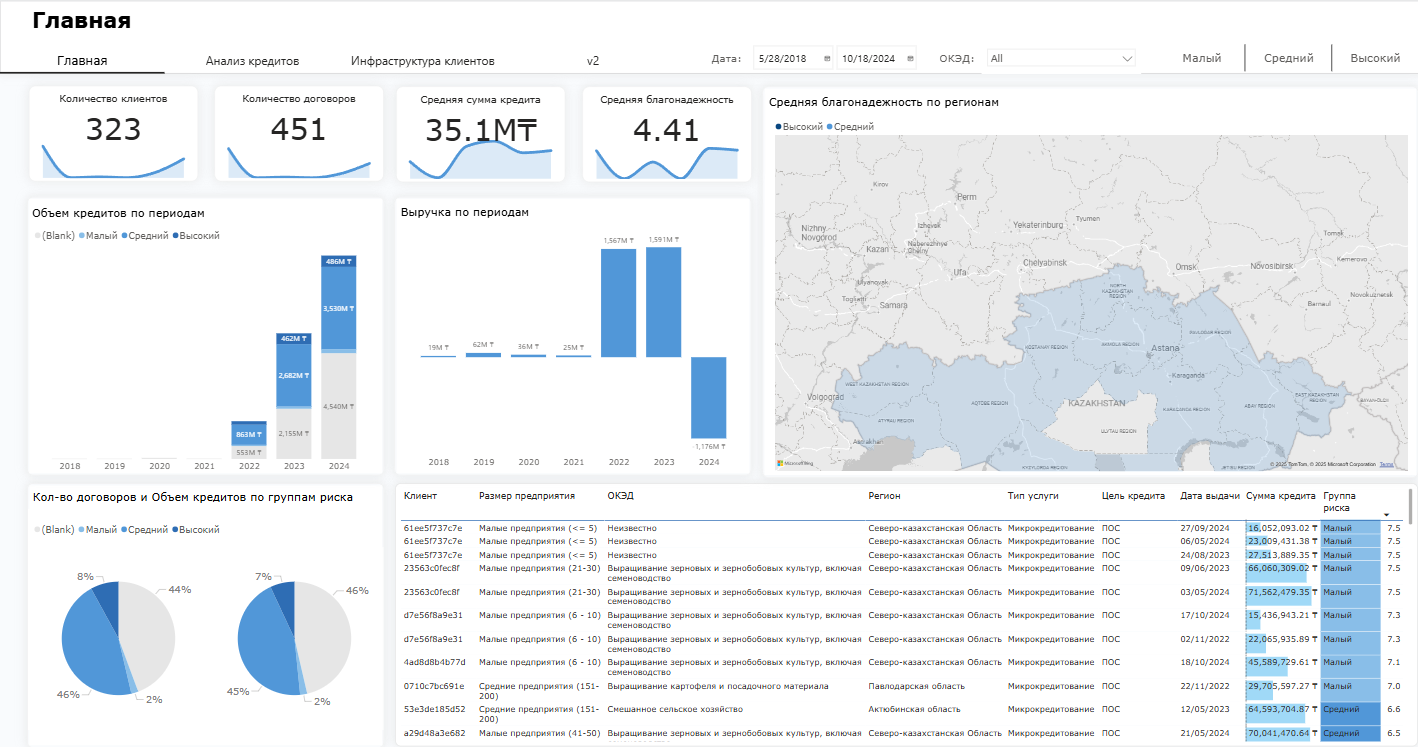 Главная
Главная
Анализ кредитов
Инфраструктура клиентов
v2
Дата:
5/28/2018
10/18/2024
ОКЭД:
All
Малый
Средний
Высокий
Количество клиентов
323
Количество договоров
451
Средняя сумма кредита
35.1M₸
Средняя благонадежность
4.41
Средняя благонадежность по регионам
Высокий Средний
Kirov
Perm
Izhevsk
Yekaterinburg
Tyumen
Nizhny
Novgorod
Kazan
Naberezhnye
Chelny
Tomsk
Kemerovo
Ufa
Chelyabinsk
Omsk
Novosibirsk
Ulyanovsk
Togliatti
Samara
Barnaul
Novokuznetsk
NORTH
KAZAKHSTAN
REGION
PAVLODAR REGION
KOSTANAY REGION
AKMOLA REGION
Astana
Karaganda
WEST KAZAKHSTAN REGION
Volgograd
AKTOBE REGION
KAZAKHSTAN
KARAGANDA REGION
ABAY REGION
EAST KAZAKHSTAN
REGION
BAYAN-OLGII
ATYRAU REGION
ULYTAU REGION
Astrakhan
KYZYLORDA REGION
JETISU REGION
Microsoft Bing
© 2025 TomTom, © 2025 Microsoft Corporation Terms
Объем кредитов по периодам
(Blank) Малый Средний Высокий
486M ₸
3,530M ₸
4,549M ₸
462M ₸
2,682M ₸
2,155M ₸
863M ₸
553M ₸
2018 2019 2020 2021 2022 2023 2024
Выручка по периодам
19M ₸
62M ₸
36M ₸
25M ₸
1,567M ₸
1,591M ₸
-1,176M ₸
2018 2019 2020 2021 2022 2023 2024
Кол-во договоров и Объем кредитов по группам риска
(Blank) Малый Средний Высокий
8%
44%
46%
2%
7%
46%
45%
2%
Клиент Размер предприятия ОКЭД Регион Тип услуги Цель кредита Дата выдачи Сумма кредита Группа
риска
61ee5f737c7e Малые предприятия (<= 5) Неизвестно Северо-казахстанская Область Микрокредитование ПОС 27/09/2024 16,052,093.02 ₸ Малый 7.5
61ee5f737c7e Малые предприятия (<= 5) Неизвестно Северо-казахстанская Область Микрокредитование ПОС 06/05/2024 23,009,431.38 ₸ Малый 7.5
61ee5f737c7e Малые предприятия (<= 5) Неизвестно Северо-казахстанская Область Микрокредитование ПОС 24/08/2023 27,513,889.35 ₸ Малый 7.5
23563c0fec8f Малые предприятия (21-30) Выращивание зерновых и зернобобовых культур, включая Северо-казахстанская Область Микрокредитование ПОС 09/06/2023 66,060,309.02 ₸ Малый 7.5
семеноводство
23563c0fec8f Малые предприятия (21-30) Выращивание зерновых и зернобобовых культур, включая Северо-казахстанская Область Микрокредитование ПОС 03/05/2024 71,562,479.35 ₸ Малый 7.5
семеноводство
d7e56f8a9e31 Малые предприятия (6 - 10) Выращивание зерновых и зернобобовых культур, включая Северо-казахстанская Область Микрокредитование ПОС 17/10/2024 15,436,943.21 ₸ Малый 7.3
семеноводство
d7e56f8a9e31 Малые предприятия (6 - 10) Выращивание зерновых и зернобобовых культур, включая Северо-казахстанская Область Микрокредитование ПОС 02/11/2022 22,065,935.89 ₸ Малый 7.3
семеноводство
4ad8d8b4b77d Малые предприятия (6 - 10) Выращивание зерновых и зернобобовых культур, включая Северо-казахстанская Область Микрокредитование ПОС 18/10/2024 45,589,729.61 ₸ Малый 7.1
семеноводство
0710c7bc691e Средние предприятия (151- Выращивание картофеля и посадочного материала Павлодарская область Микрокредитование ПОС 22/11/2022 29,705,597.27 ₸ Малый 7.0
200)
53e3de185d52 Средние предприятия (151- Смешанное сельское хозяйство Актюбинская область Микрокредитование ПОС 12/05/2023 64,593,704.87 ₸ Средний 6.6
200)
a29d48a3e682 Малые предприятия (41-50) Выращивание зерновых и зернобобовых культур, включая Северо-казахстанская Область Микрокредитование ПОС 21/05/2024 70,041,470.64 ₸ Средний 6.5